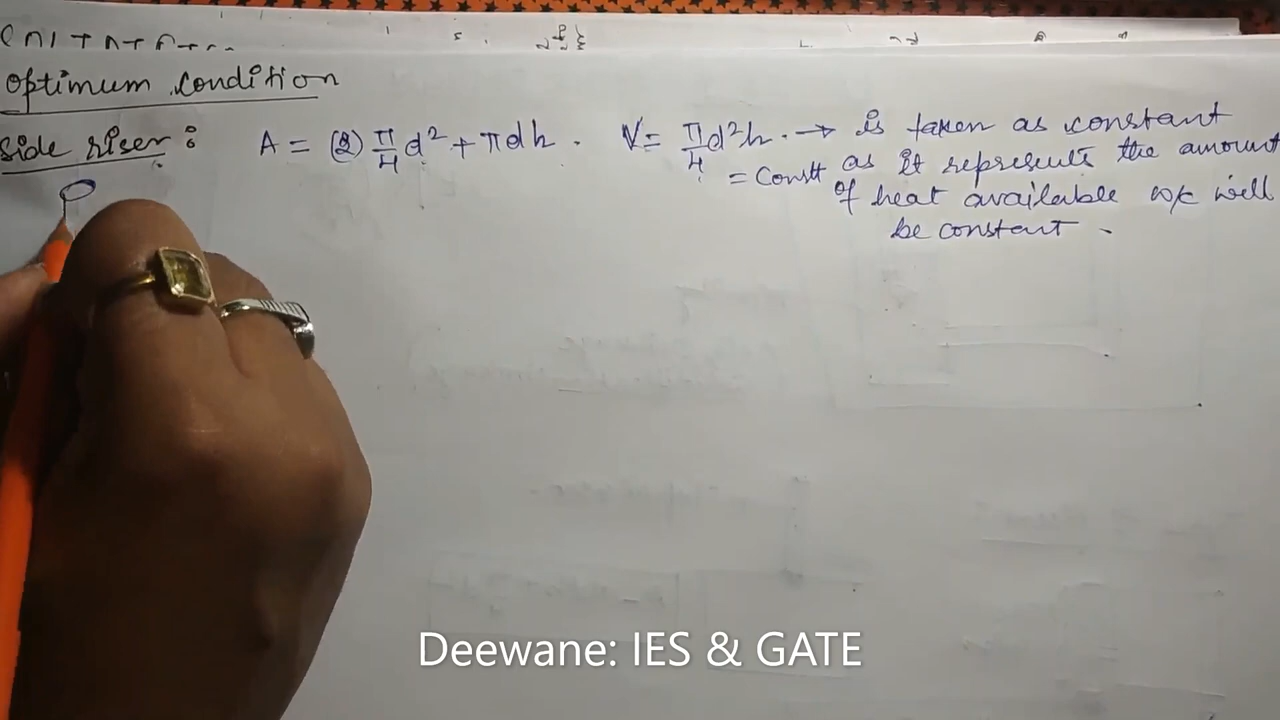 optimum condition
side riser : A = (2) π/4 d² + πdh . V = π/4 d²h . → is taken as constant
= Constt as it represents the amount
of heat available w/c will
be constant .
Deewane: IES & GATE